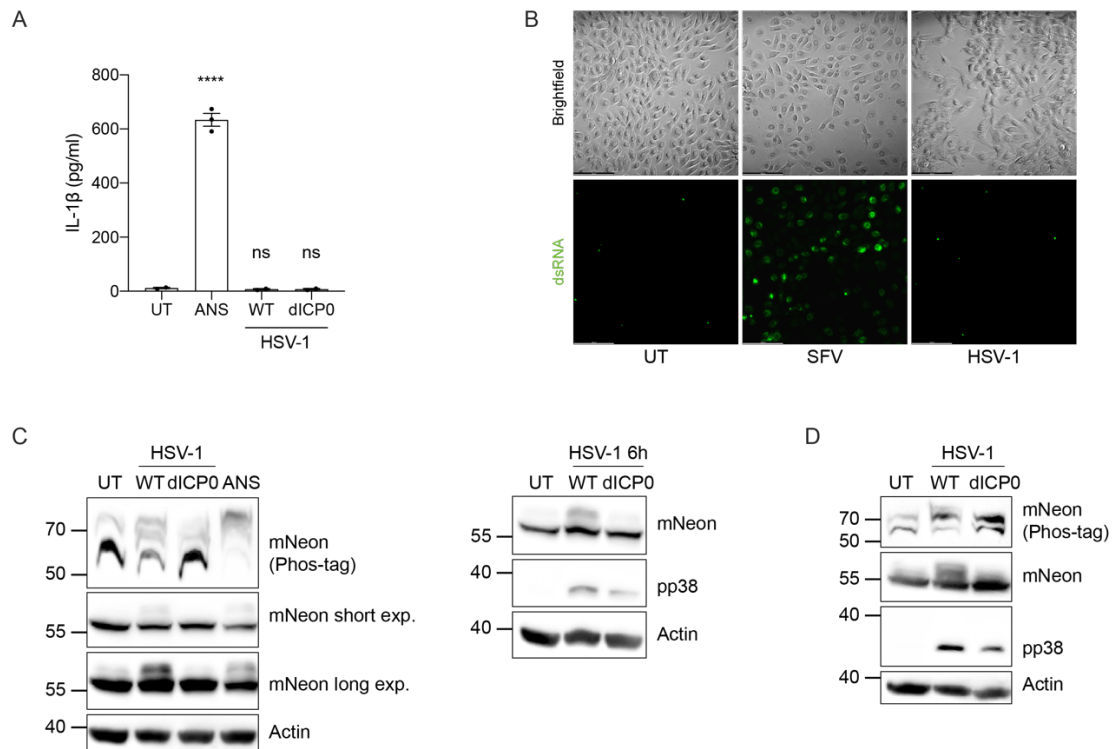 A
800
600
400
200
0
IL-1β (pg/ml)
****
ns ns
UT ANS WT dICP0
HSV-1
B
Brightfield
dsRNA
UT SFV HSV-1
C
HSV-1
UT WT dICP0 ANS
70
50
mNeon
(Phos-tag)
55
mNeon short exp.
55
mNeon long exp.
40
Actin
HSV-1 6h
UT WT dICP0
55
mNeon
40
pp38
40
Actin
D
HSV-1
UT WT dICP0
70
50
mNeon
(Phos-tag)
55
mNeon
40
pp38
40
Actin